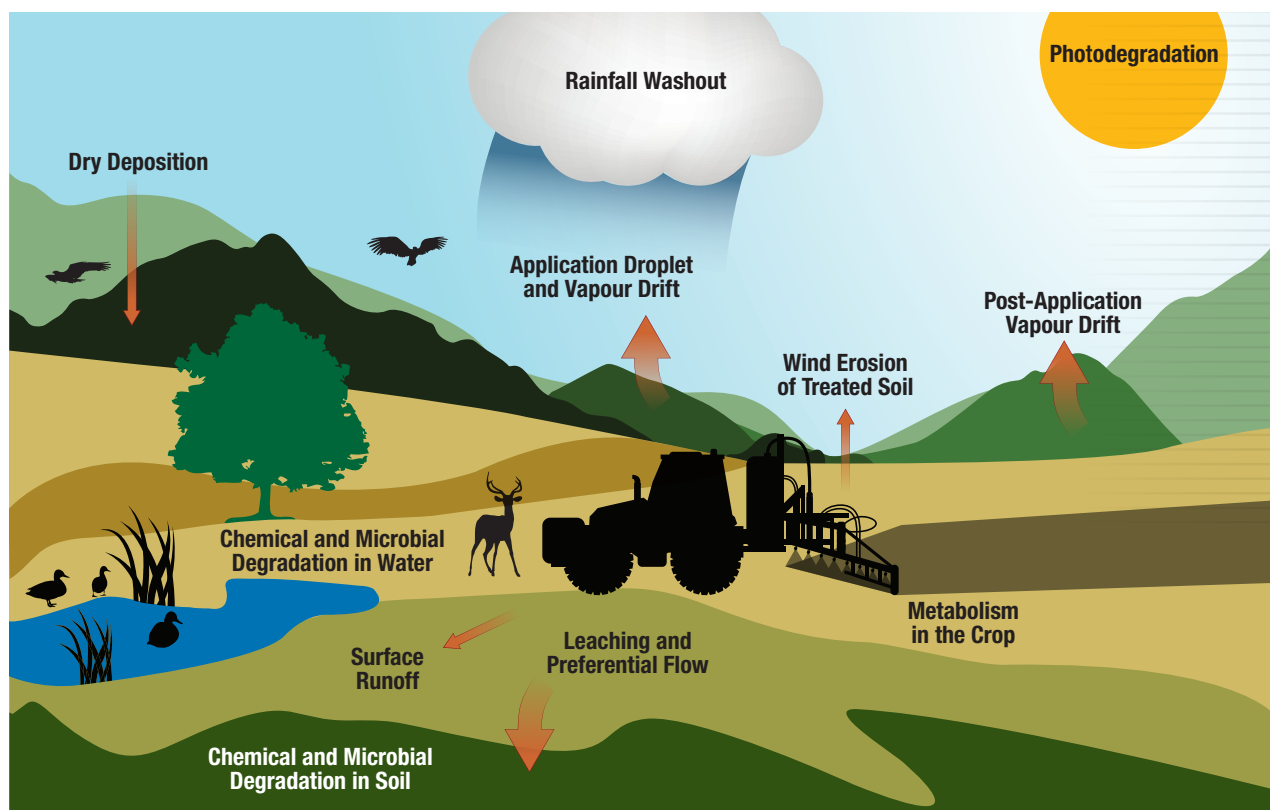 Rainfall Washout
Photodegradation
Dry Deposition
Application Droplet
and Vapour Drift
Post-Application
Vapour Drift
Wind Erosion
of Treated Soil
Chemical and Microbial
Degradation in Water
Metabolism
in the Crop
Leaching and
Preferential Flow
Surface
Runoff
Chemical and Microbial
Degradation in Soil